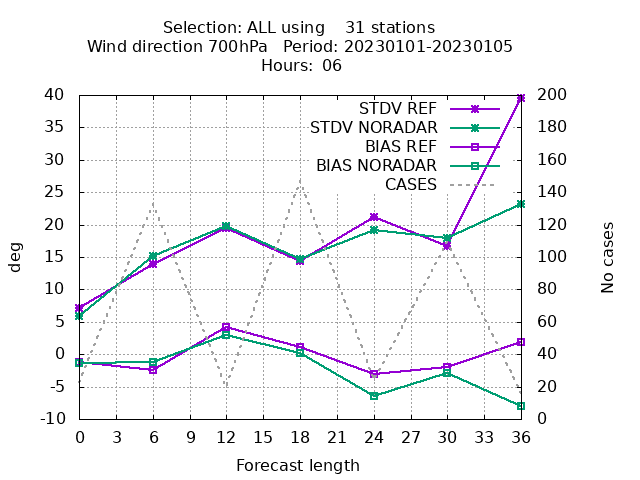 Selection: ALL using    31 stations
Wind direction 700hPa   Period: 20230101-20230105
Hours: 06
40 200
STDV REF
35 180
STDV NORADAR
BIAS REF
30 160
BIAS NORADAR
CASES
25 140
20 120
15 100
10 80
5 60
0 40
-5 20
-10 0
deg
No cases
0 3 6 9 12 15 18 21 24 27 30 33 36
Forecast length